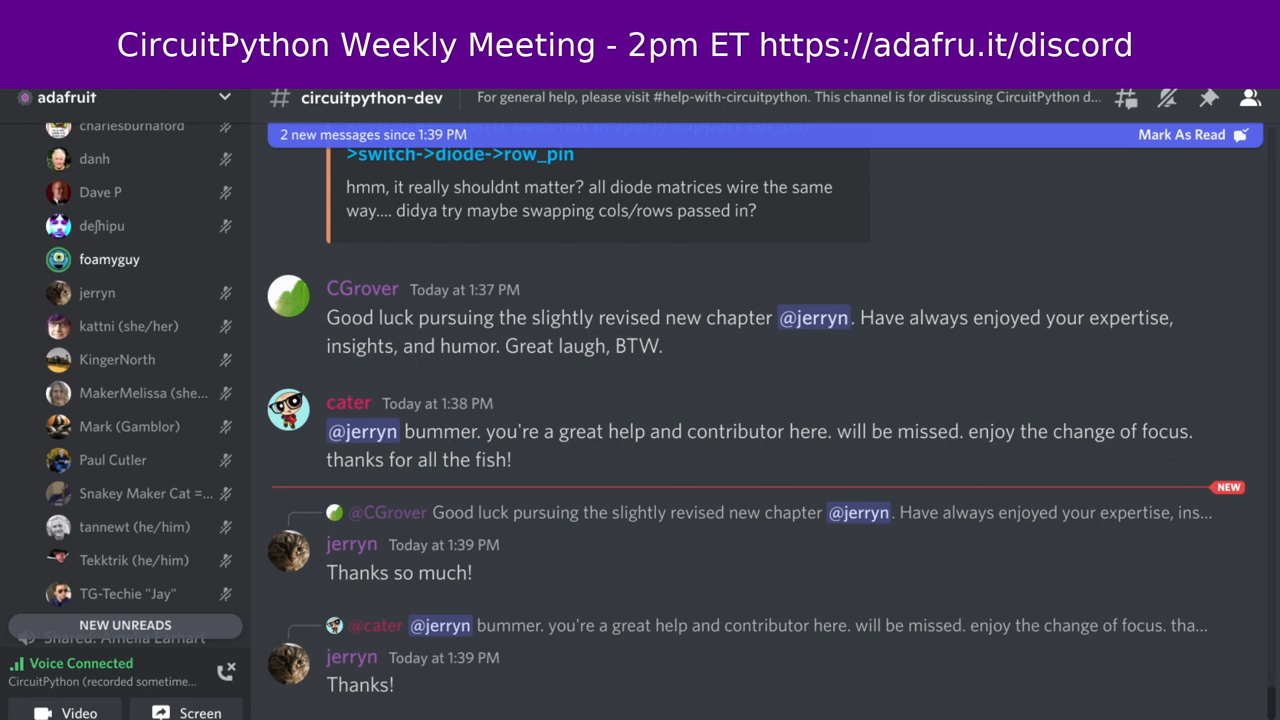 CircuitPython Weekly Meeting - 2pm ET https://adafru.it/discord
adafruit
charlesburnaford
danh
Dave P
deſhipu
foamyguy
jerryn
kattni (she/her)
KingerNorth
MakerMelissa (she...
Mark (Gamblor)
Paul Cutler
Snakey Maker Cat =...
tannewt (he/him)
Tekktrik (he/him)
TG-Techie "Jay"
NEW UNREADS
Shared: Amelia Earhart
Voice Connected
CircuitPython (recorded sometime...
Video
Screen
# circuitpython-dev
For general help, please visit #help-with-circuitpython. This channel is for discussing CircuitPython d...
2 new messages since 1:39 PM
Mark As Read
>switch->diode->row_pin
hmm, it really shouldnt matter? all diode matrices wire the same
way.... didya try maybe swapping cols/rows passed in?
CGrover Today at 1:37 PM
Good luck pursuing the slightly revised new chapter @jerryn. Have always enjoyed your expertise,
insights, and humor. Great laugh, BTW.
cater Today at 1:38 PM
@jerryn bummer. you're a great help and contributor here. will be missed. enjoy the change of focus.
thanks for all the fish!
NEW
@CGrover Good luck pursuing the slightly revised new chapter @jerryn. Have always enjoyed your expertise, ins...
jerryn Today at 1:39 PM
Thanks so much!
@cater @jerryn bummer. you're a great help and contributor here. will be missed. enjoy the change of focus. tha...
jerryn Today at 1:39 PM
Thanks!